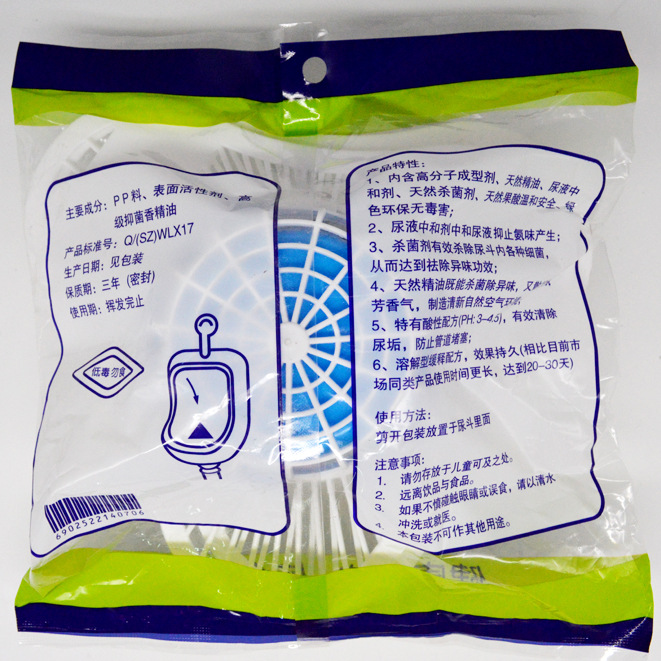 主要成分：PP料、表面活性剂、高
级抑菌香精油
产品标准号：Q/(SZ)WLX17
生产日期：见包装
保质期：三年（密封）
使用期：挥发完止
低毒勿食
6902522140706
产品特性：
1、内含高分子成型剂、天然精油、尿液中
和剂、天然杀菌剂、天然果酸温和安全、绿
色环保无毒害；
2、尿液中和剂中和尿液抑止氨味产生；
3、杀菌剂有效杀除尿斗内各种细菌，
从而达到祛除异味功效；
4、天然精油既能杀菌除异味，又
芳香气，制造清新自然空气环境
5、特有酸性配方(PH: 3-4.5)，有效清除
尿垢，防止管道堵塞；
6、溶解型缓释配方，效果持久(相比目前市
场同类产品使用时间更长，达到20-30天)
使用方法：
剪开包装放置于尿斗里面
注意事项：
1. 请勿存放于儿童可及之处。
2. 远离饮品与食品。
3. 如果不慎碰触眼睛或误食，请以清水
冲洗或就医。
4. 本包装不可作其他用途。